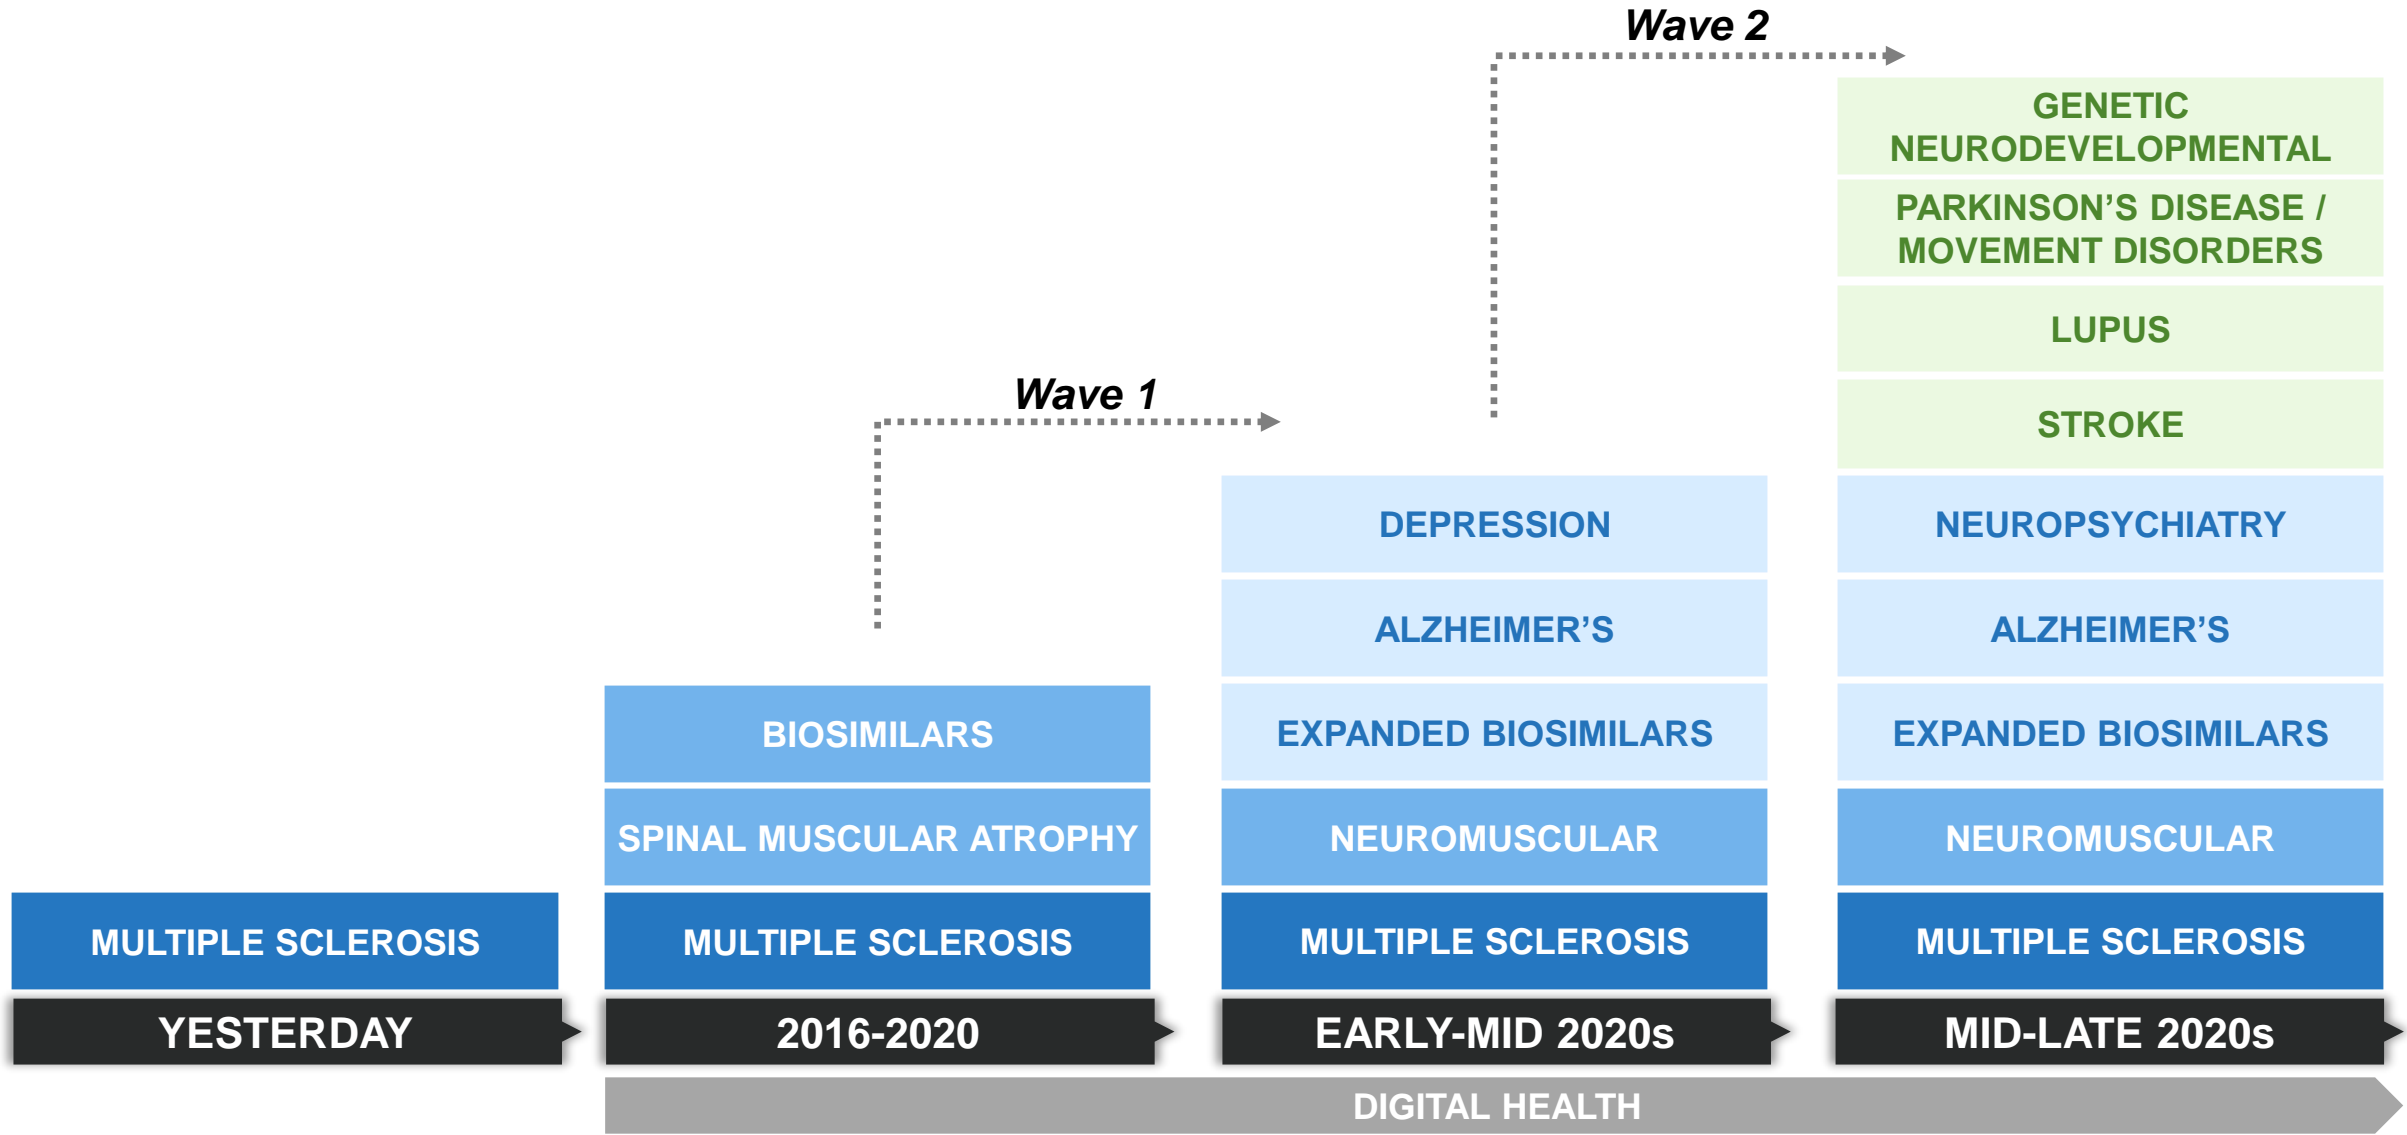 Wave 2
GENETIC
NEURODEVELOPMENTAL
PARKINSON’S DISEASE /
MOVEMENT DISORDERS
LUPUS
Wave 1
STROKE
DEPRESSION
NEUROPSYCHIATRY
ALZHEIMER’S
ALZHEIMER’S
BIOSIMILARS
EXPANDED BIOSIMILARS
EXPANDED BIOSIMILARS
SPINAL MUSCULAR ATROPHY
NEUROMUSCULAR
NEUROMUSCULAR
MULTIPLE SCLEROSIS
MULTIPLE SCLEROSIS
MULTIPLE SCLEROSIS
MULTIPLE SCLEROSIS
YESTERDAY
2016-2020
EARLY-MID 2020s
MID-LATE 2020s
DIGITAL HEALTH